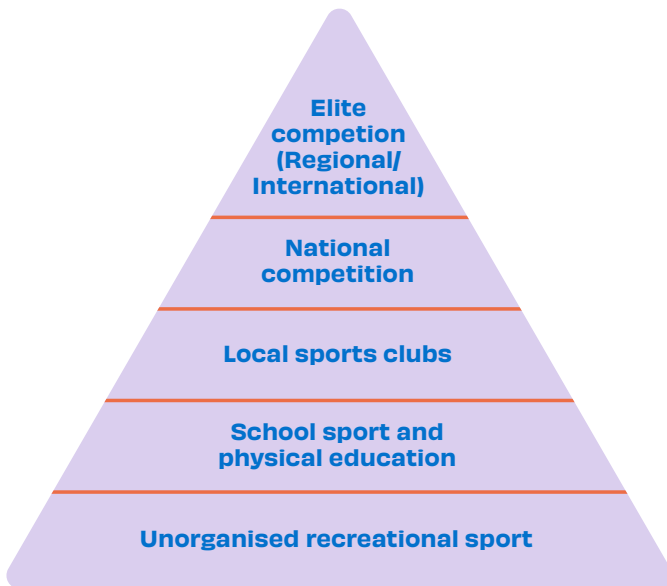 Elite
competion
(Regional/
International)
National
competition
Local sports clubs
School sport and
physical education
Unorganised recreational sport